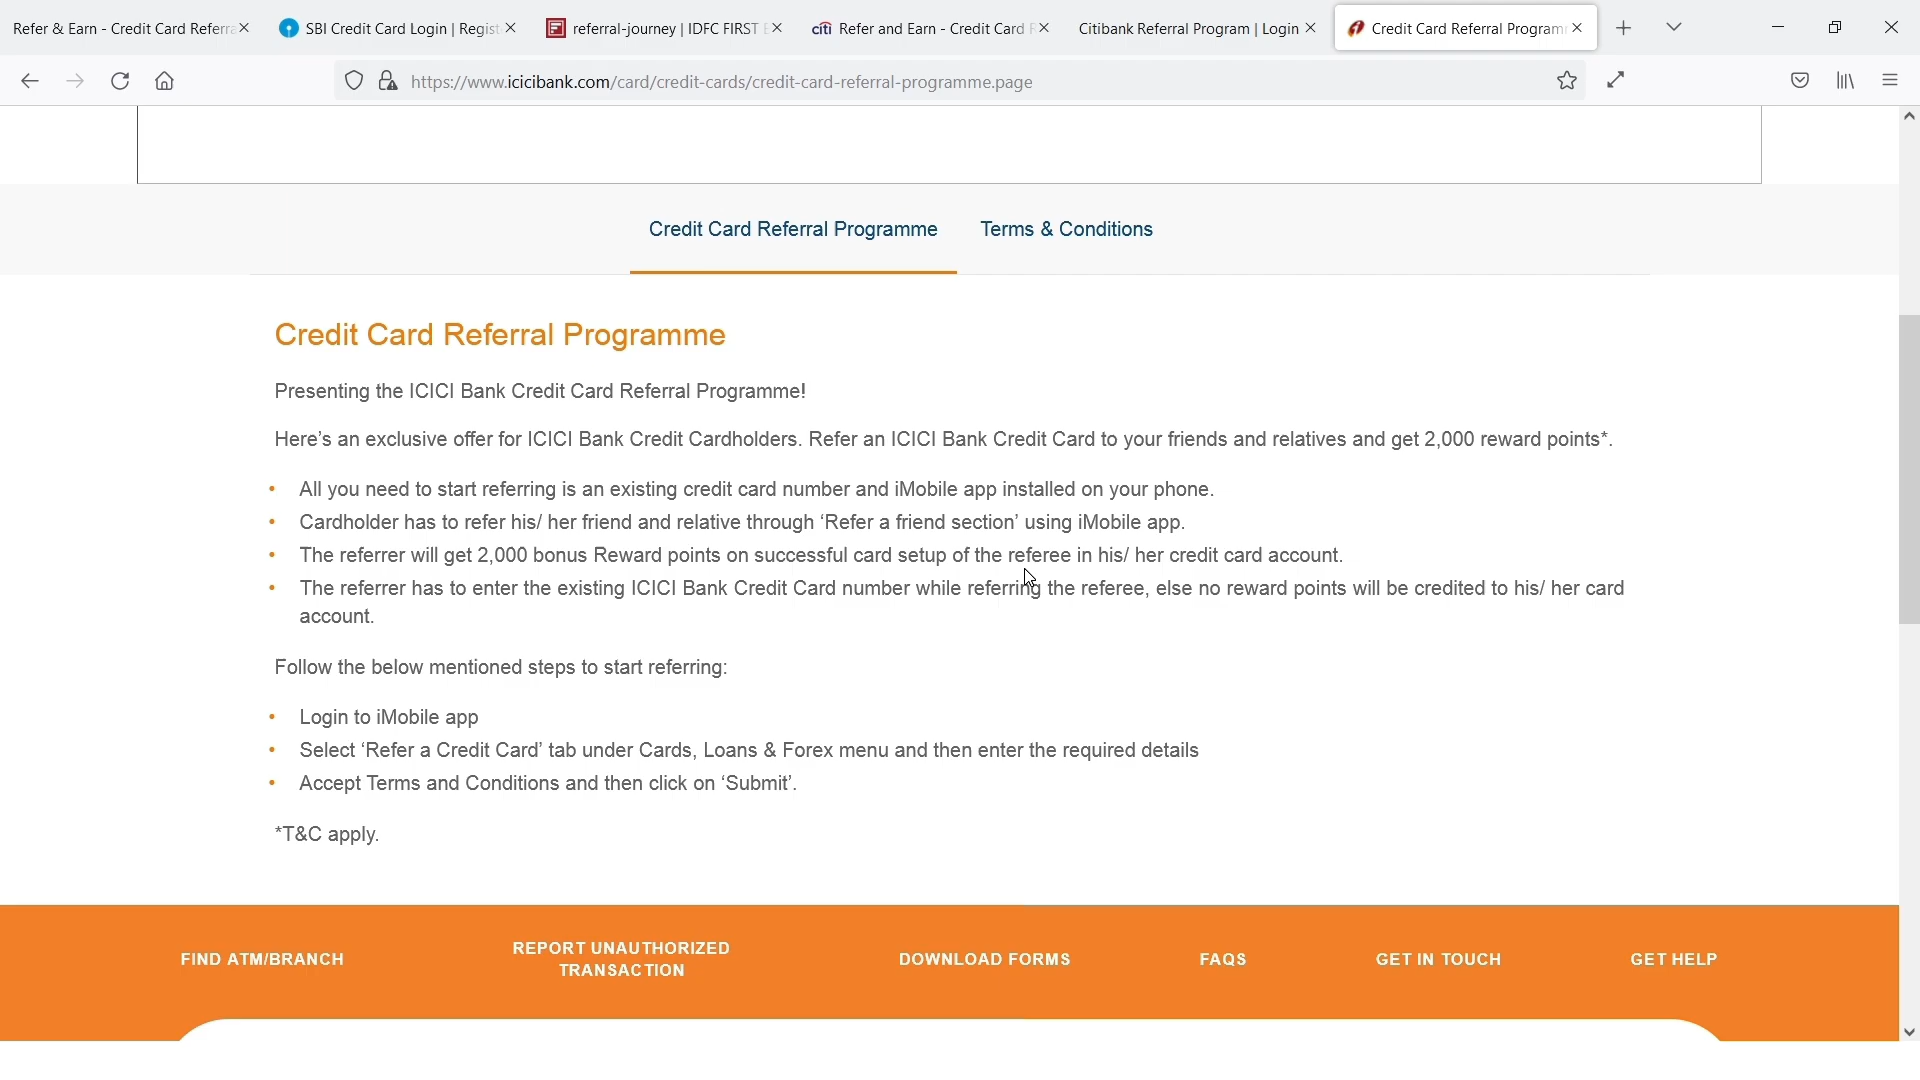 Refer & Earn - Credit Card Referra
SBI Credit Card Login | Regist
referral-journey | IDFC FIRST B
citi Refer and Earn - Credit Card R
Citibank Referral Program | Login
Credit Card Referral Program
https://www.icicibank.com/card/credit-cards/credit-card-referral-programme.page
Credit Card Referral Programme
Terms & Conditions
Credit Card Referral Programme
Presenting the ICICI Bank Credit Card Referral Programme!
Here's an exclusive offer for ICICI Bank Credit Cardholders. Refer an ICICI Bank Credit Card to your friends and relatives and get 2,000 reward points*.
• All you need to start referring is an existing credit card number and iMobile app installed on your phone.
• Cardholder has to refer his/ her friend and relative through ‘Refer a friend section’ using iMobile app.
• The referrer will get 2,000 bonus Reward points on successful card setup of the referee in his/ her credit card account.
• The referrer has to enter the existing ICICI Bank Credit Card number while referring the referee, else no reward points will be credited to his/ her card
account.
Follow the below mentioned steps to start referring:
• Login to iMobile app
• Select ‘Refer a Credit Card’ tab under Cards, Loans & Forex menu and then enter the required details
• Accept Terms and Conditions and then click on ‘Submit’.
*T&C apply.
FIND ATM/BRANCH
REPORT UNAUTHORIZED
TRANSACTION
DOWNLOAD FORMS
FAQS
GET IN TOUCH
GET HELP